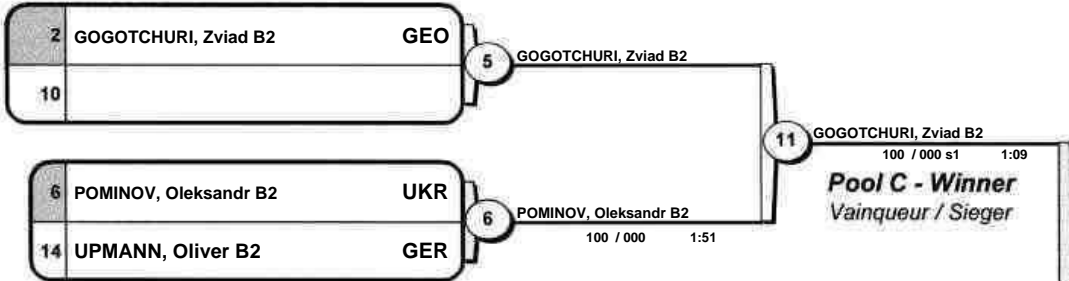 2 GOGOTCHURI, Zviad B2 GEO
10
5
GOGOTCHURI, Zviad B2
11
GOGOTCHURI, Zviad B2
100 / 000 s1 1:09
Pool C - Winner
Vainqueur / Sieger
6 POMINOV, Oleksandr B2 UKR
14 UPMANN, Oliver B2 GER
6
POMINOV, Oleksandr B2
100 / 000 1:51